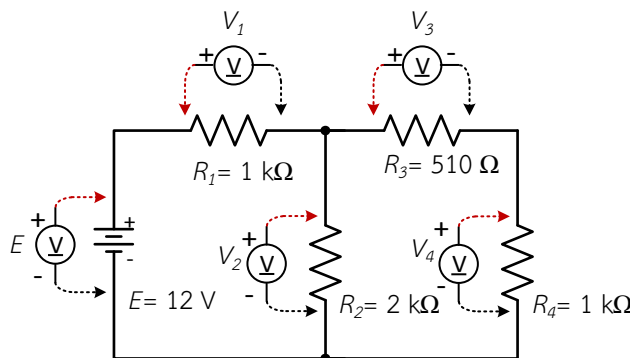 V1
V3
+ V -
+ V -
R1= 1 kΩ
R3= 510 Ω
E
+
V
-
+
-
E= 12 V
V2
+
V
-
R2= 2 kΩ
V4
+
V
-
R4= 1 kΩ